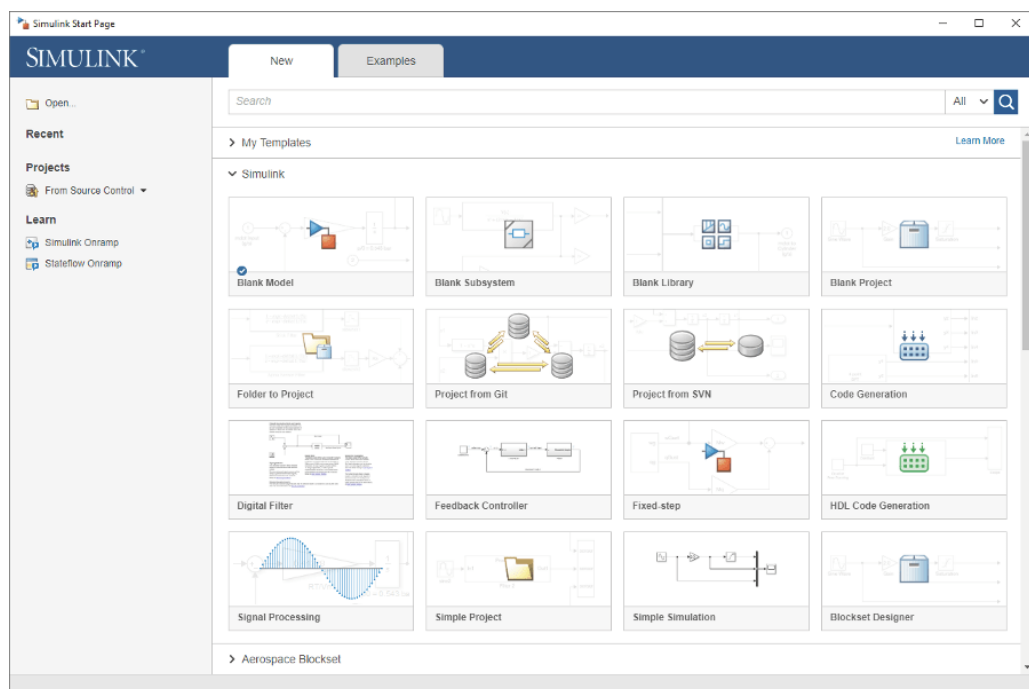 Simulink Start Page
SIMULINK®
New
Examples
Open...
Recent
Projects
From Source Control
Learn
Simulink Onramp
Stateflow Onramp
Search
All
My Templates
Learn More
Simulink
Blank Model
Blank Subsystem
Blank Library
Blank Project
Folder to Project
Project from Git
Project from SVN
Code Generation
Digital Filter
Feedback Controller
Fixed-step
HDL Code Generation
Signal Processing
Simple Project
Simple Simulation
Blockset Designer
Aerospace Blockset